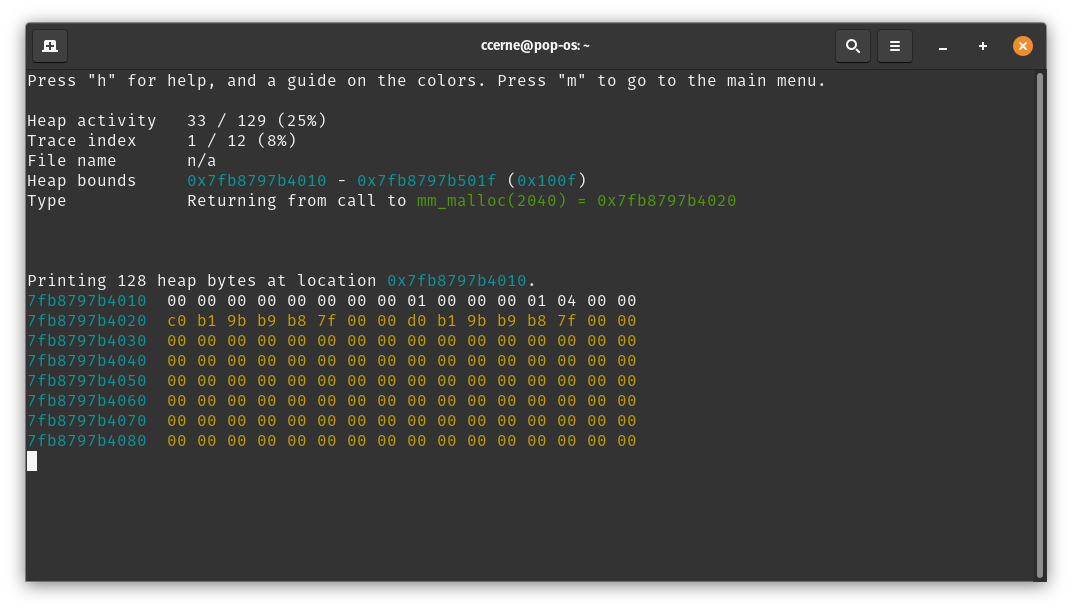 ccerne@pop-os: ~
Press "h" for help, and a guide on the colors. Press "m" to go to the main menu.
Heap activity   33 / 129 (25%)
Trace index     1 / 12 (8%)
File name       n/a
Heap bounds     0x7fb8797b4010 - 0x7fb8797b501f (0x100f)
Type            Returning from call to mm_malloc(2040) = 0x7fb8797b4020
Printing 128 heap bytes at location 0x7fb8797b4010.
7fb8797b4010  00 00 00 00 00 00 00 00 01 00 00 00 01 04 00 00
7fb8797b4020  c0 b1 9b b9 b8 7f 00 00 d0 b1 9b b9 b8 7f 00 00
7fb8797b4030  00 00 00 00 00 00 00 00 00 00 00 00 00 00 00 00
7fb8797b4040  00 00 00 00 00 00 00 00 00 00 00 00 00 00 00 00
7fb8797b4050  00 00 00 00 00 00 00 00 00 00 00 00 00 00 00 00
7fb8797b4060  00 00 00 00 00 00 00 00 00 00 00 00 00 00 00 00
7fb8797b4070  00 00 00 00 00 00 00 00 00 00 00 00 00 00 00 00
7fb8797b4080  00 00 00 00 00 00 00 00 00 00 00 00 00 00 00 00